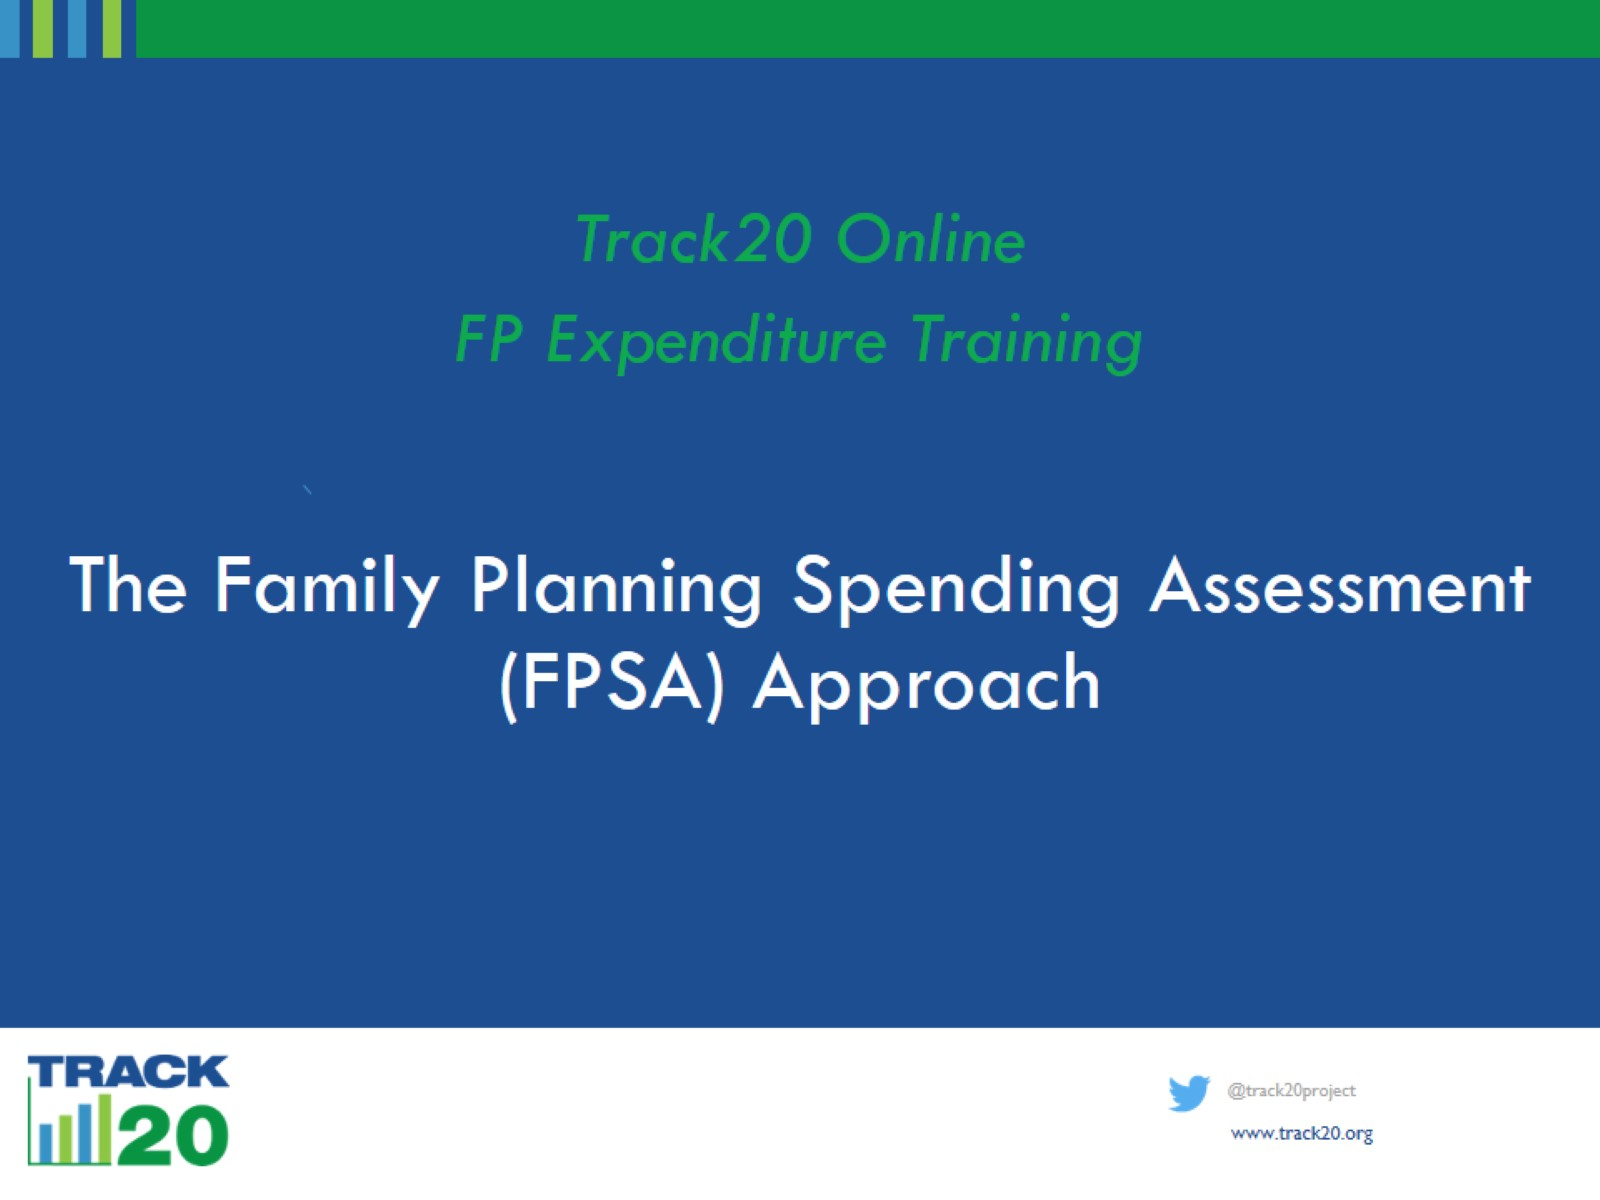 Track20 Online
FP Expenditure Training
`
The Family Planning Spending Assessment
(FPSA) Approach
TRACK
20
@track20project
www.track20.org